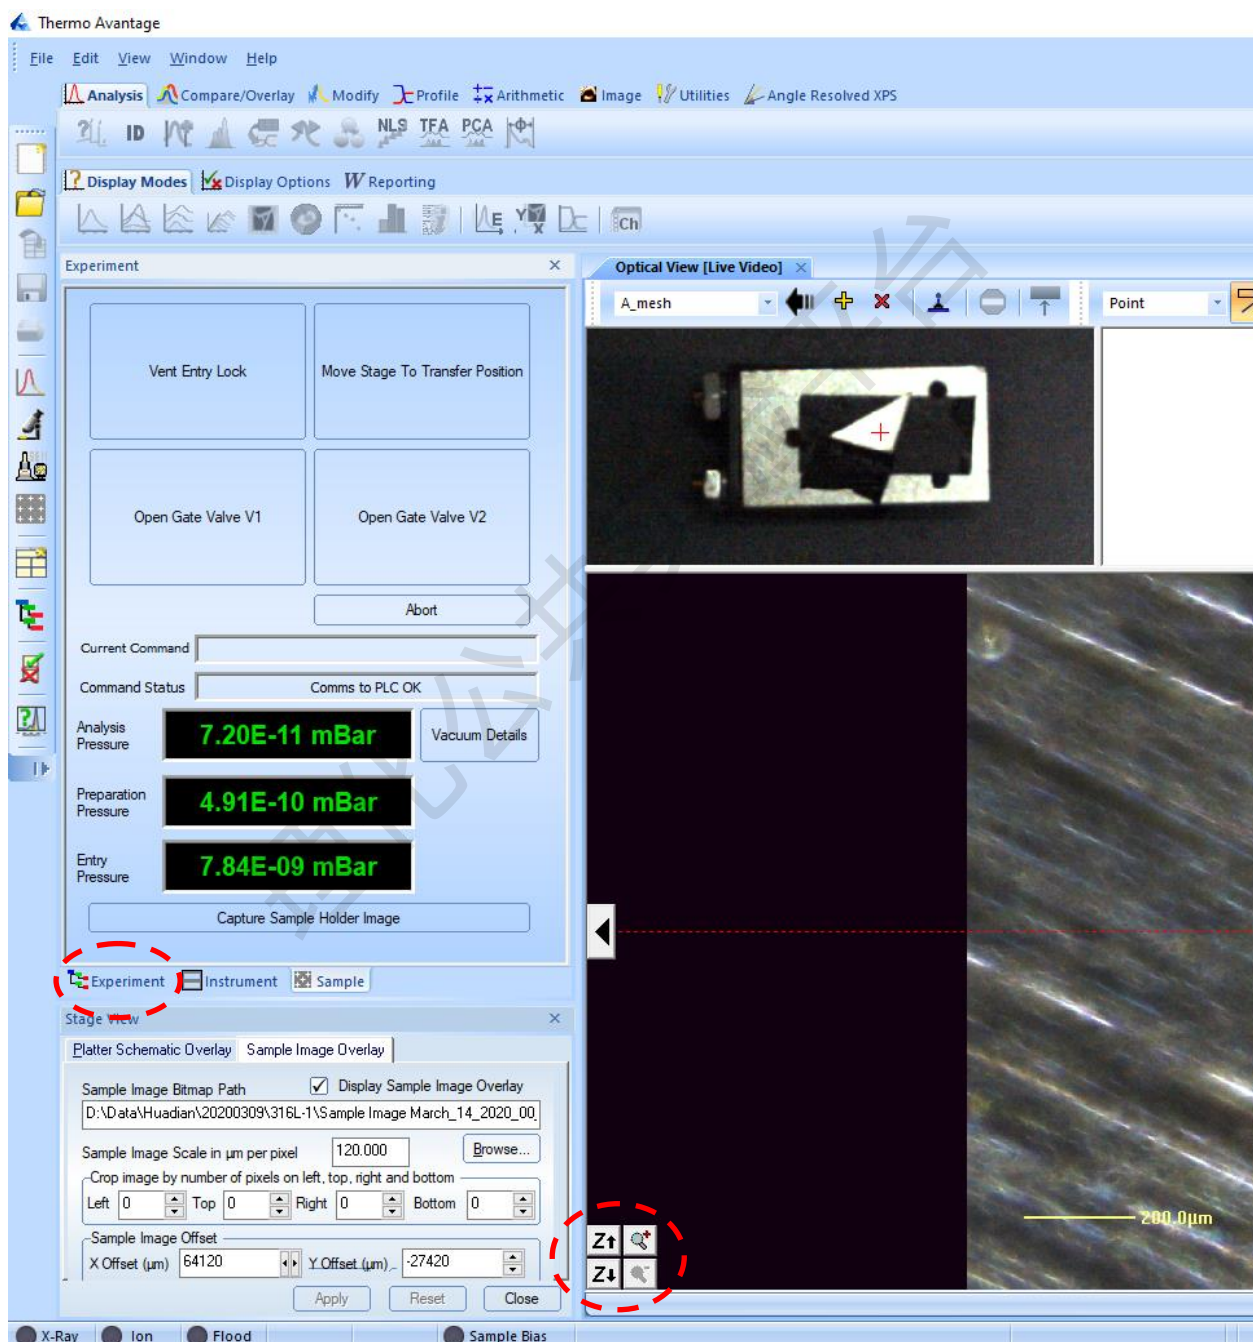 Thermo Avantage
File Edit View Window Help
Analysis Compare/Overlay Modify Profile Arithmetic Image Utilities Angle Resolved XPS
ID NLS TFA PCA
Display Modes Display Options W Reporting
E Y X Ch
Experiment
Optical View [Live Video]
A_mesh
Point
Vent Entry Lock
Move Stage To Transfer Position
Open Gate Valve V1
Open Gate Valve V2
Abort
Current Command
Command Status Comms to PLC OK
Analysis Pressure 7.20E-11 mBar Vacuum Details
Preparation Pressure 4.91E-10 mBar
Entry Pressure 7.84E-09 mBar
Capture Sample Holder Image
Experiment Instrument Sample
Stage View
Platter Schematic Overlay Sample Image Overlay
Sample Image Bitmap Path Display Sample Image Overlay
D:\Data\Huadian\20200309\316L-1\Sample Image March_14_2020_00_
Sample Image Scale in µm per pixel 120.000 Browse...
Crop image by number of pixels on left, top, right and bottom
Left 0 Top 0 Right 0 Bottom 0
Sample Image Offset
X Offset (µm) 64120 Y Offset (µm) -27420
Apply Reset Close
Z
Z
200.0µm
X-Ray Ion Flood Sample Bias